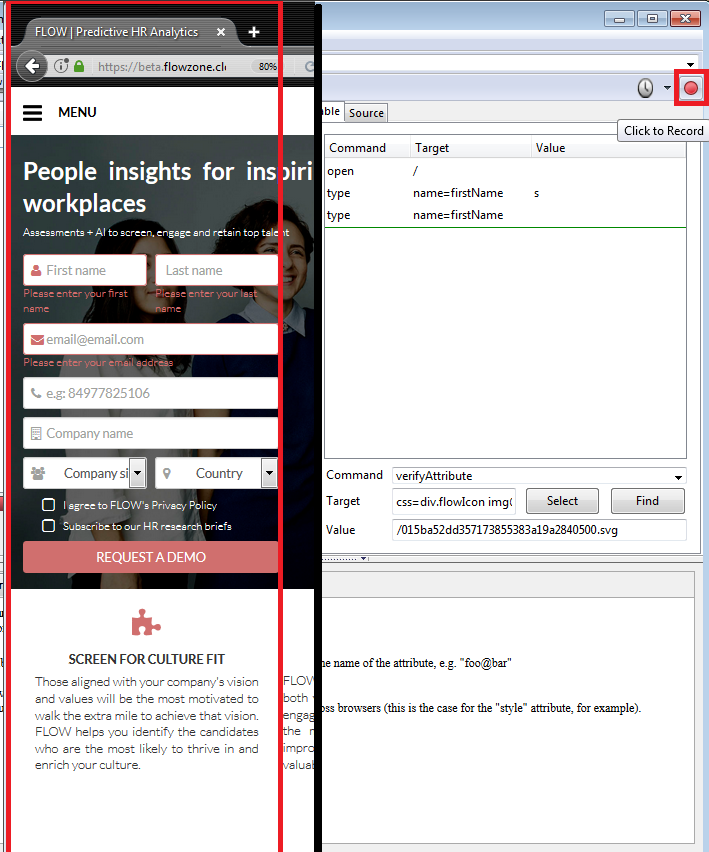 FLOW | Predictive HR Analytics
https://beta.flowzone.cl
80%
MENU
People insights for inspiri
workplaces
Assessments + AI to screen, engage and retain top talent
First name
Last name
Please enter your first
name
Please enter your last
name
email@email.com
Please enter your email address
e.g: 84977825106
Company name
Company si
Country
I agree to FLOW's Privacy Policy
Subscribe to our HR research briefs
REQUEST A DEMO
SCREEN FOR CULTURE FIT
Those aligned with your company's vision
and values will be the most motivated to
walk the extra mile to achieve that vision.
FLOW helps you identify the candidates
who are the most likely to thrive in and
enrich your culture.
FLOW
both
engag
the
impro
valuab
Click to Record
able
Source
Command Target Value
open /
type name=firstName s
type name=firstName
Command verifyAttribute
Target css=div.flowIcon img Select Find
Value /015ba52dd357173855383a19a2840500.svg
he name of the attribute, e.g. "foo@bar"
oss browsers (this is the case for the "style" attribute, for example).